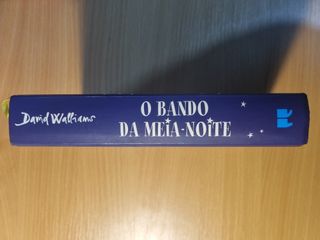 David Walliams
O BANDO
DA MEIA-NOITE